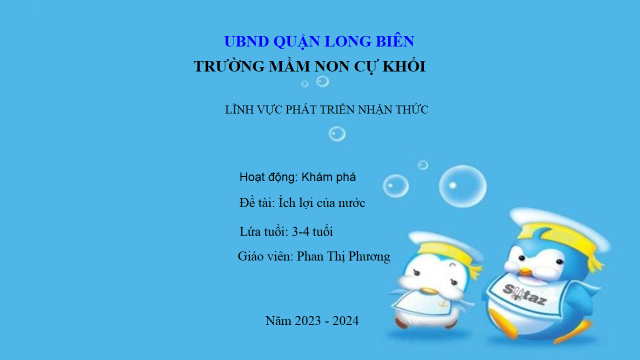 UBND QUẬN LONG BIÊN
TRƯỜNG MẦM NON CỰ KHỐI
LĨNH VỰC PHÁT TRIỂN NHẬN THỨC
Hoạt động: Khám phá
Đề tài: Ích lợi của nước
Lứa tuổi: 3-4 tuổi
Giáo viên: Phan Thị Phương
Năm 2023 - 2024